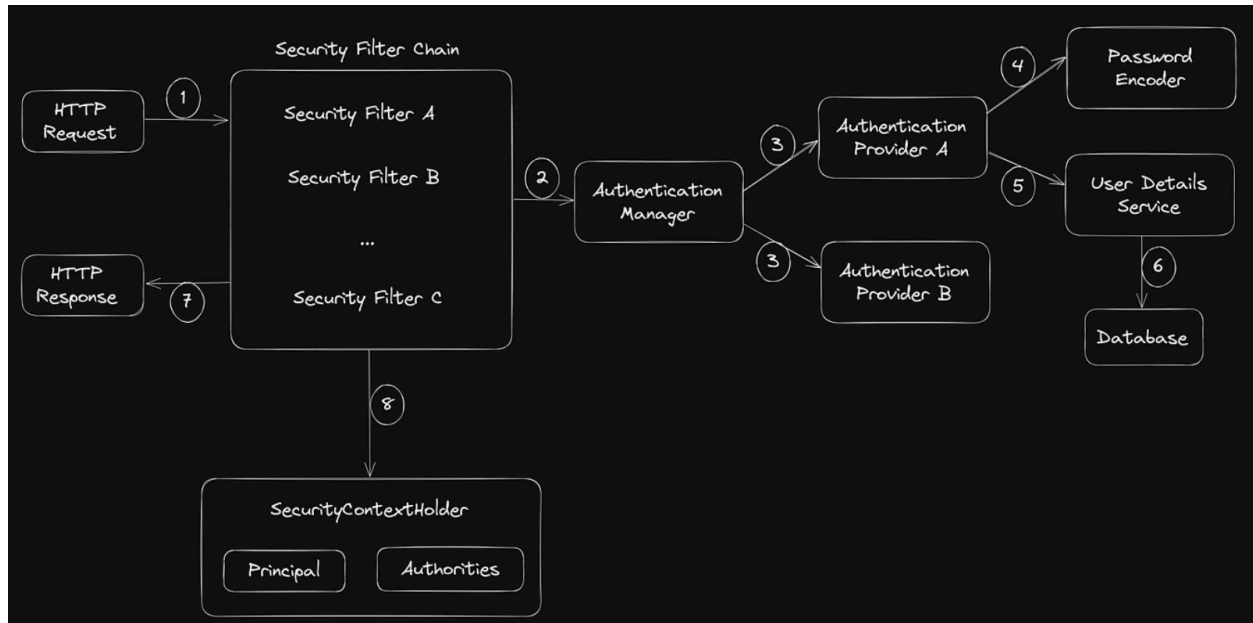 Security Filter Chain
HTTP
Request
1
Security Filter A
Security Filter B
...
Security Filter C
2
Authentication
Manager
3
3
Authentication
Provider A
Authentication
Provider B
4
5
Password
Encoder
User Details
Service
6
Database
HTTP
Response
7
8
SecurityContextHolder
Principal
Authorities